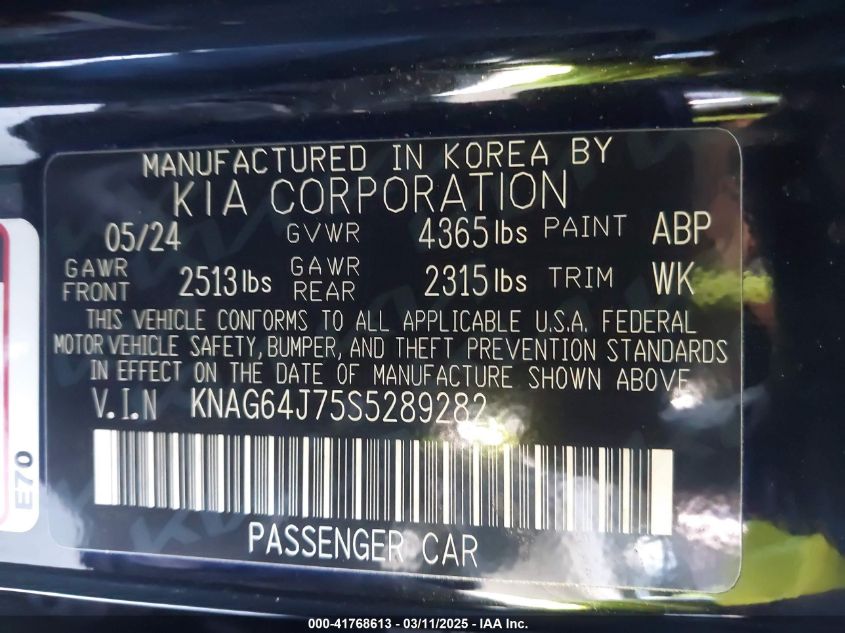 MANUFACTURED IN KOREA BY
KIA CORPORATION
05/24 GVWR 4365 lbs PAINT ABP
GAWR FRONT 2513 lbs GAWR REAR 2315 lbs TRIM WK
THIS VEHICLE CONFORMS TO ALL APPLICABLE U.S.A. FEDERAL
MOTOR VEHICLE SAFETY, BUMPER, AND THEFT PREVENTION STANDARDS
IN EFFECT ON THE DATE OF MANUFACTURE SHOWN ABOVE
V.I.N KNAG64J75S5289282
PASSENGER CAR
E70
000-41768613 - 03/11/2025 - IAA Inc.